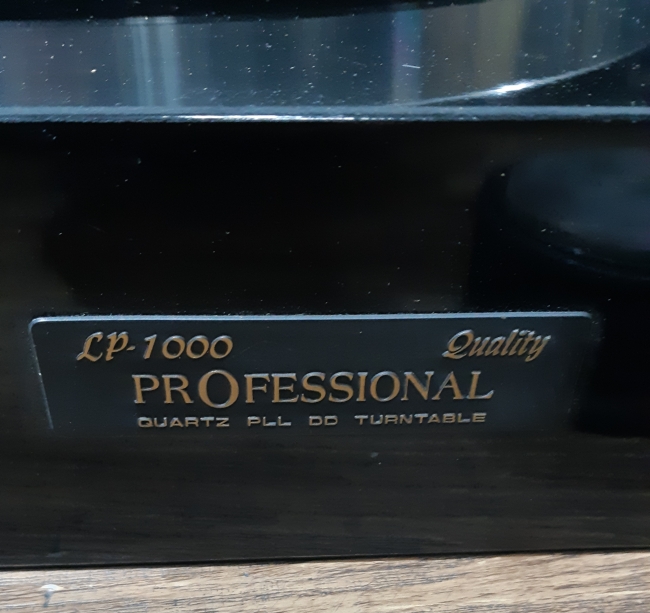 LP-1000 Quality
PROFESSIONAL
QUARTZ PLL DD TURNTABLE